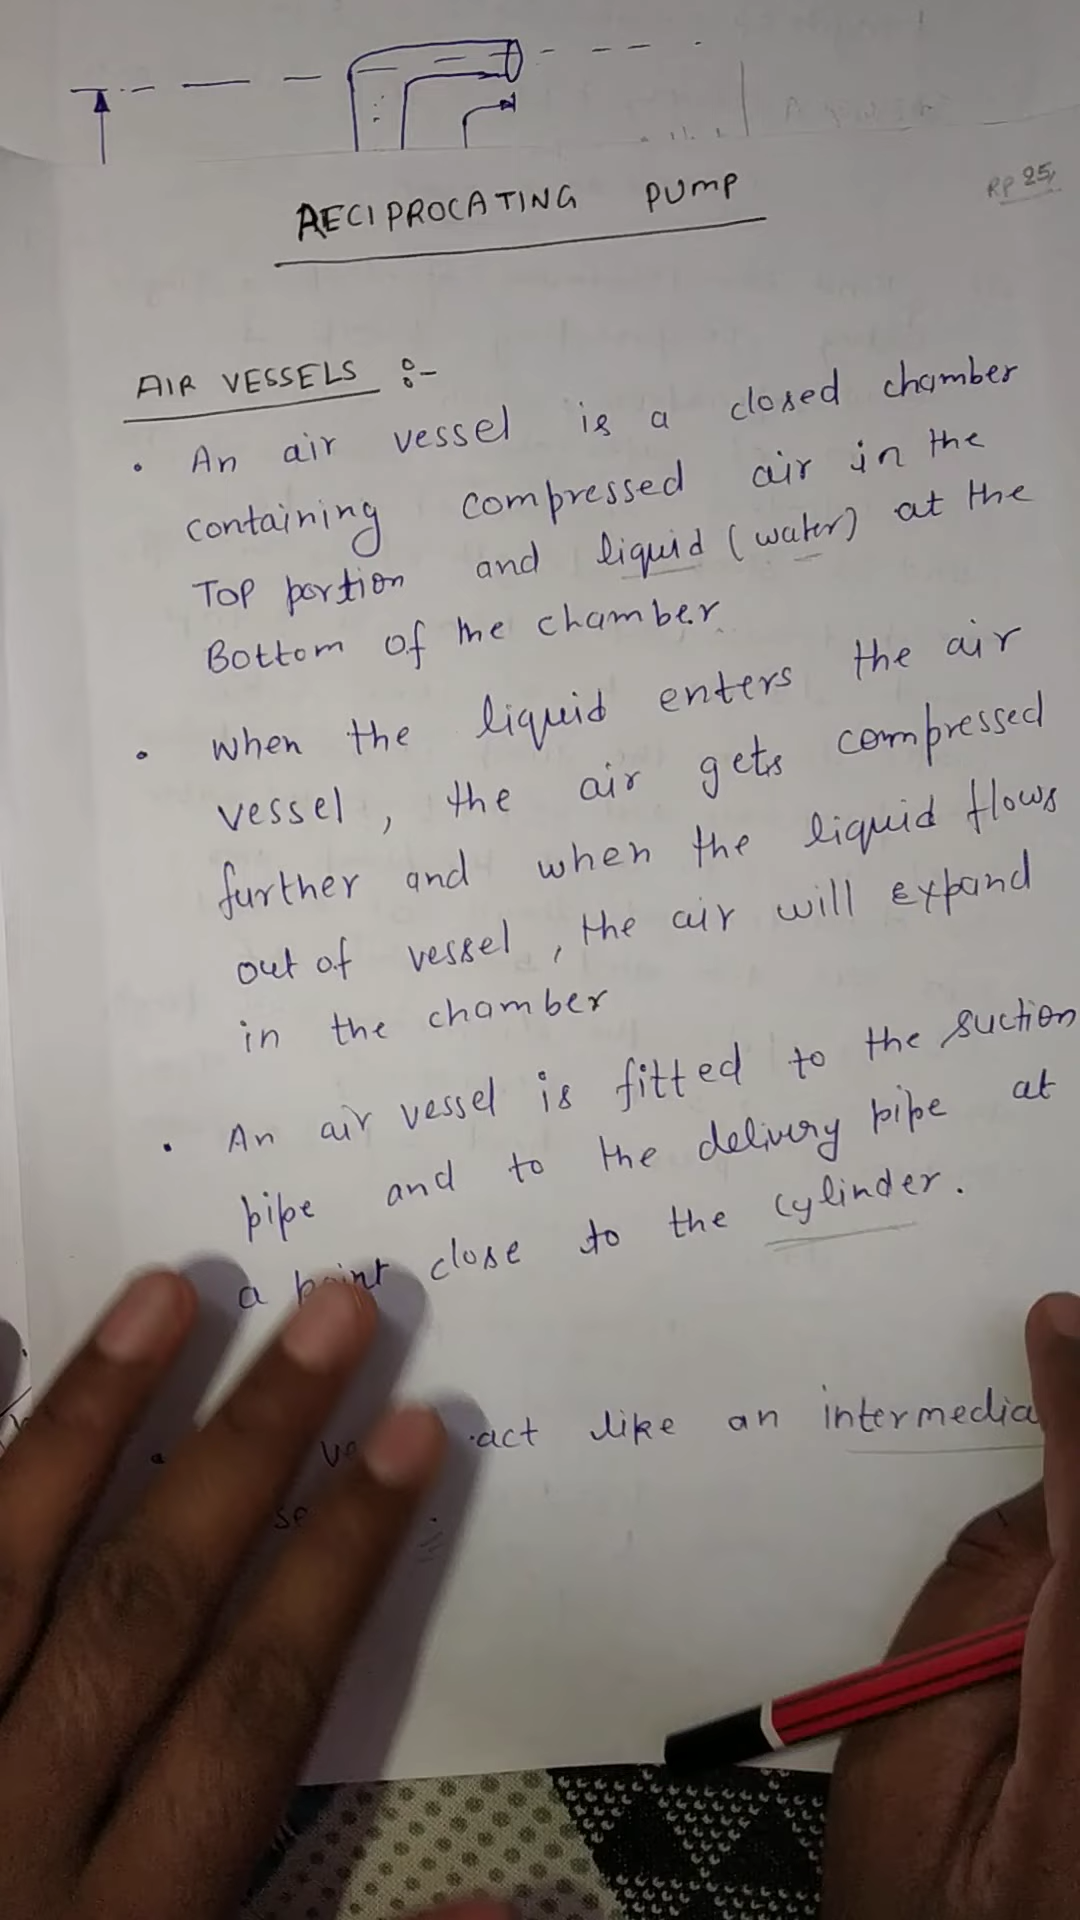 RECIPROCATING PUMP
RP 25
AIR VESSELS :-
• An air vessel is a closed chamber
containing compressed air in the
TOP portion and liquid (water) at the
Bottom of the chamber.
• when the liquid enters the air
vessel, the air gets compressed
further and when the liquid flows
out of vessel, the air will expand
in the chamber
• An air vessel is fitted to the suction
pipe and to the delivery pipe at
a point close to the cylinder.
act like an intermedia